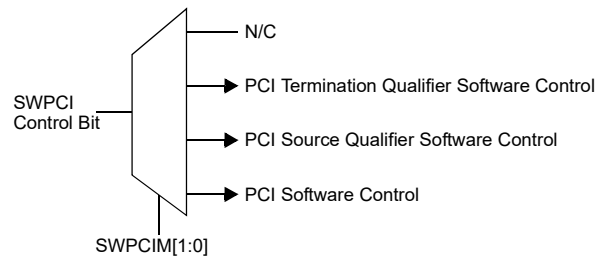 N/C
PCI Termination Qualifier Software Control
SWPCI
Control Bit
PCI Source Qualifier Software Control
PCI Software Control
SWPCIM[1:0]